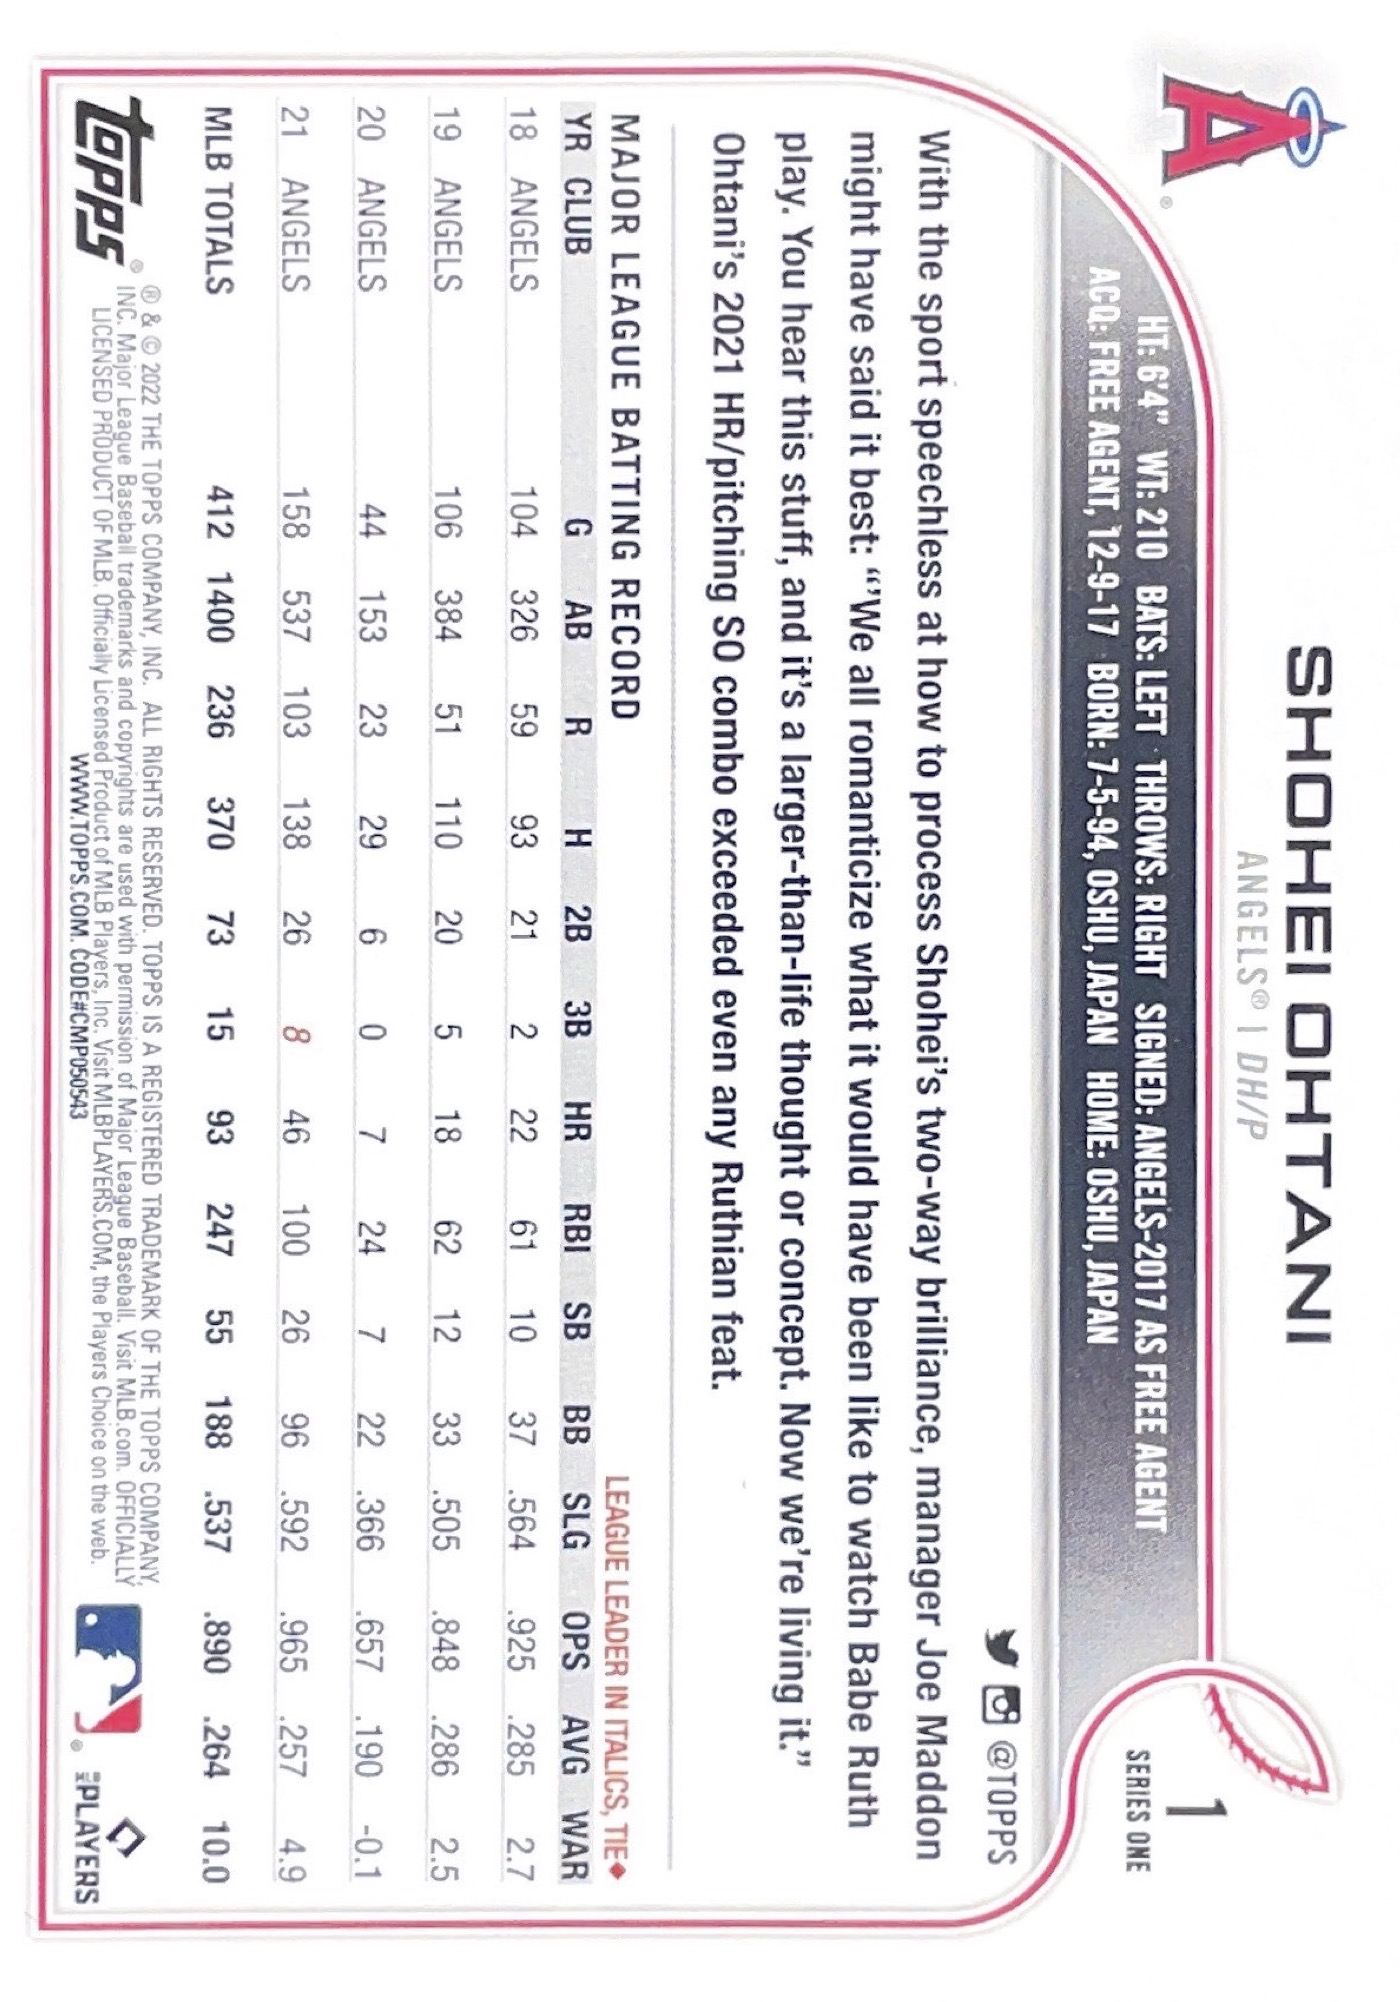 SHOHEI OHTANI
ANGELS® | DH/P
1
SERIES ONE
A®
HT: 6'4" WT: 210 BATS: LEFT THROWS: RIGHT SIGNED: ANGELS-2017 AS FREE AGENT
ACQ: FREE AGENT, 12-9-17 BORN: 7-5-94, OSHU, JAPAN HOME: OSHU, JAPAN
@TOPPS
With the sport speechless at how to process Shohei's two-way brilliance, manager Joe Maddon
might have said it best: "'We all romanticize what it would have been like to watch Babe Ruth
play. You hear this stuff, and it's a larger-than-life thought or concept. Now we're living it."
Ohtani's 2021 HR/pitching SO combo exceeded even any Ruthian feat.
MAJOR LEAGUE BATTING RECORD LEAGUE LEADER IN ITALICS, TIE◆
YR CLUB G AB R H 2B 3B HR RBI SB BB SLG OPS AVG WAR
18 ANGELS 104 326 59 93 21 2 22 61 10 37 .564 .925 .285 2.7
19 ANGELS 106 384 51 110 20 5 18 62 12 33 .505 .848 .286 2.5
20 ANGELS 44 153 23 29 6 0 7 24 7 22 .366 .657 .190 -0.1
21 ANGELS 158 537 103 138 26 8 46 100 26 96 .592 .965 .257 4.9
MLB TOTALS 412 1400 236 370 73 15 93 247 55 188 .537 .890 .264 10.0
topps®
® & © 2022 THE TOPPS COMPANY, INC. ALL RIGHTS RESERVED. TOPPS IS A REGISTERED TRADEMARK OF THE TOPPS COMPANY,
INC. Major League Baseball trademarks and copyrights are used with permission of Major League Baseball. Visit MLB.com. OFFICIALLY
LICENSED PRODUCT OF MLB. Officially Licensed Product of MLB Players, Inc. Visit MLBPLAYERS.COM, the Players Choice on the web.
WWW.TOPPS.COM. CODE#CMP050543
®
MLB PLAYERS